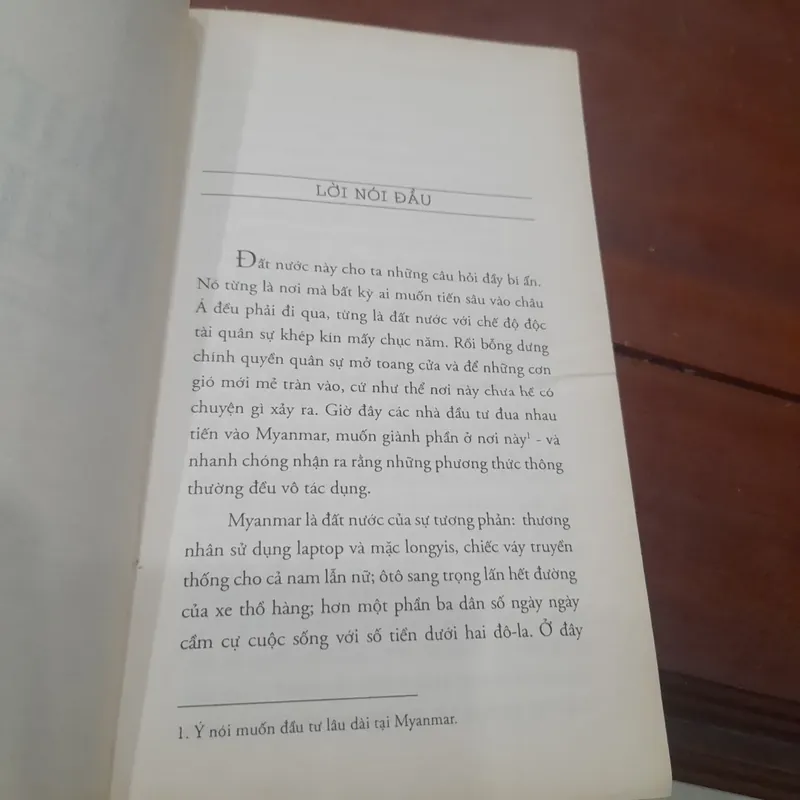 LỜI NÓI ĐẦU
Đất nước này cho ta những câu hỏi đầy bí ẩn.
Nó từng là nơi mà bất kỳ ai muốn tiến sâu vào châu
Á đều phải đi qua, từng là đất nước với chế độ độc
tài quân sự khép kín mấy chục năm. Rồi bỗng dưng
chính quyền quân sự mở toang cửa và để những cơn
gió mới mẻ tràn vào, cứ như thể nơi này chưa hề có
chuyện gì xảy ra. Giờ đây các nhà đầu tư đua nhau
tiến vào Myanmar, muốn giành phần ở nơi này¹ - và
nhanh chóng nhận ra rằng những phương thức thông
thường đều vô tác dụng.
Myanmar là đất nước của sự tương phản: thương
nhân sử dụng laptop và mặc longyis, chiếc váy truyền
thống cho cả nam lẫn nữ; ôtô sang trọng lấn hết đường
của xe thồ hàng; hơn một phần ba dân số ngày ngày
cầm cự cuộc sống với số tiền dưới hai đô-la. Ở đây
1. Ý nói muốn đầu tư lâu dài tại Myanmar.